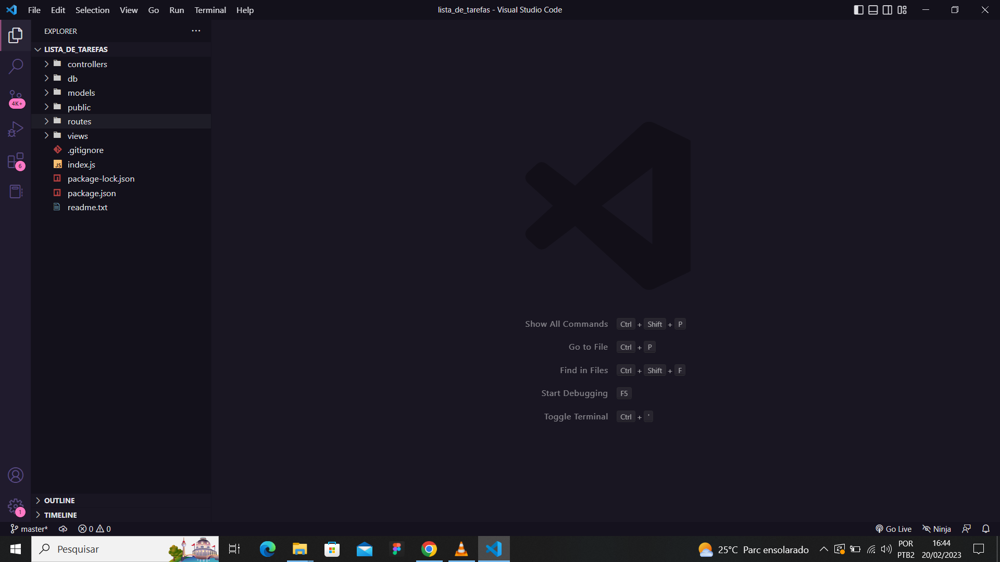 File Edit Selection View Go Run Terminal Help
lista_de_tarefas - Visual Studio Code
EXPLORER
LISTA_DE_TAREFAS
controllers
db
models
public
routes
views
.gitignore
JS index.js
package-lock.json
package.json
readme.txt
4K+
6
Show All Commands Ctrl + Shift + P
Go to File Ctrl + P
Find in Files Ctrl + Shift + F
Start Debugging F5
Toggle Terminal Ctrl + '
OUTLINE
TIMELINE
1
master* 0 0
Go Live Ninja
Pesquisar
25°C Parc ensolarado
POR
PTB2
16:44
20/02/2023